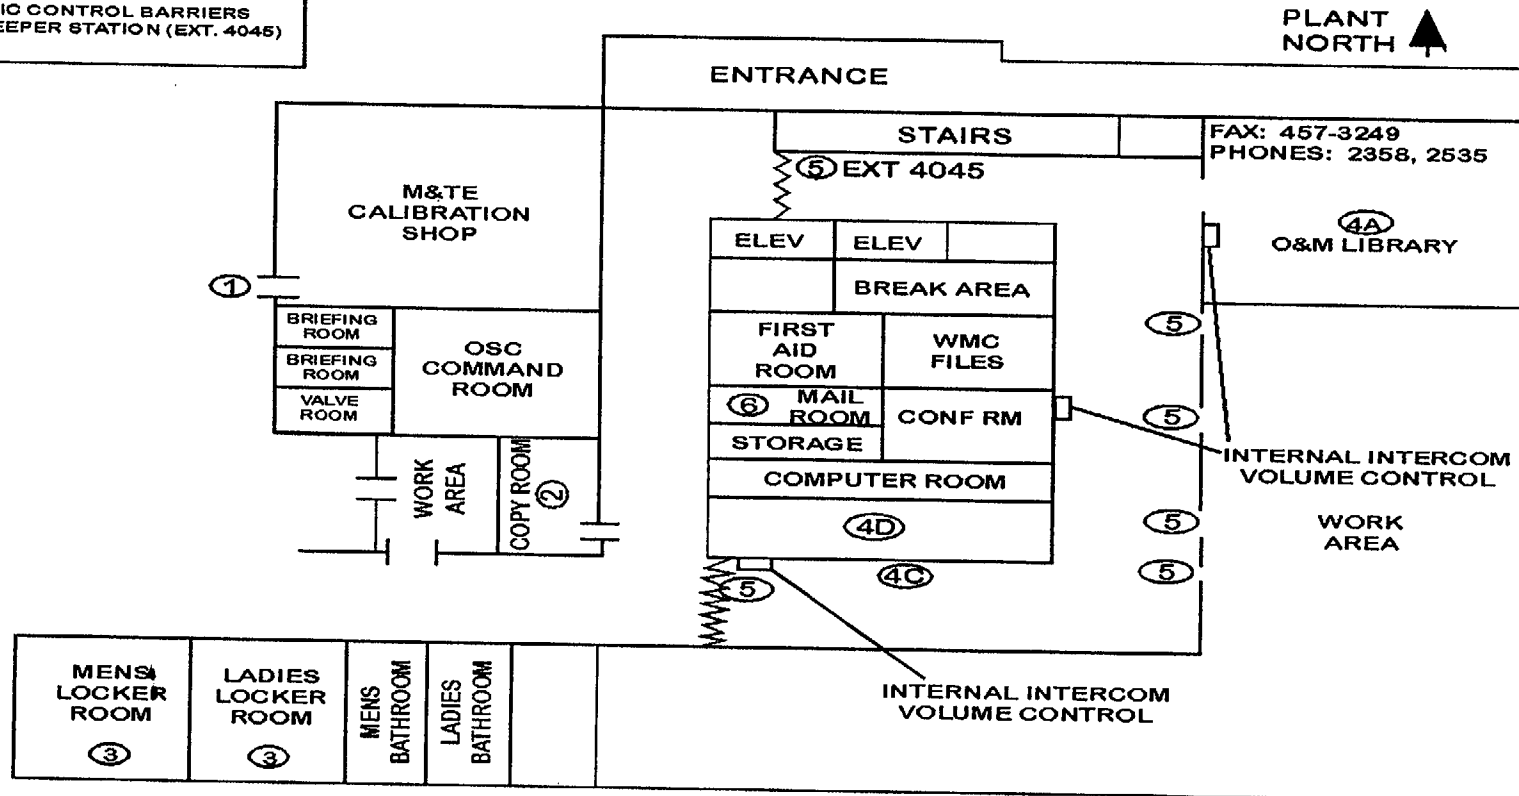 IC CONTROL BARRIERS
EEPER STATION (EXT. 4045)
PLANT
NORTH
ENTRANCE
STAIRS
FAX: 457-3249
PHONES: 2358, 2535
5 EXT 4045
M&TE
CALIBRATION
SHOP
4A
O&M LIBRARY
ELEV
ELEV
1
BREAK AREA
BRIEFING
ROOM
BRIEFING
ROOM
VALVE
ROOM
OSC
COMMAND
ROOM
FIRST
AID
ROOM
WMC
FILES
5
6 MAIL
ROOM
CONF RM
5
STORAGE
INTERNAL INTERCOM
VOLUME CONTROL
WORK
AREA
COPY ROOM
2
COMPUTER ROOM
4D
5
WORK
AREA
4C
5
5
MENS
LOCKER
ROOM
3
LADIES
LOCKER
ROOM
3
MENS
BATHROOM
LADIES
BATHROOM
INTERNAL INTERCOM
VOLUME CONTROL